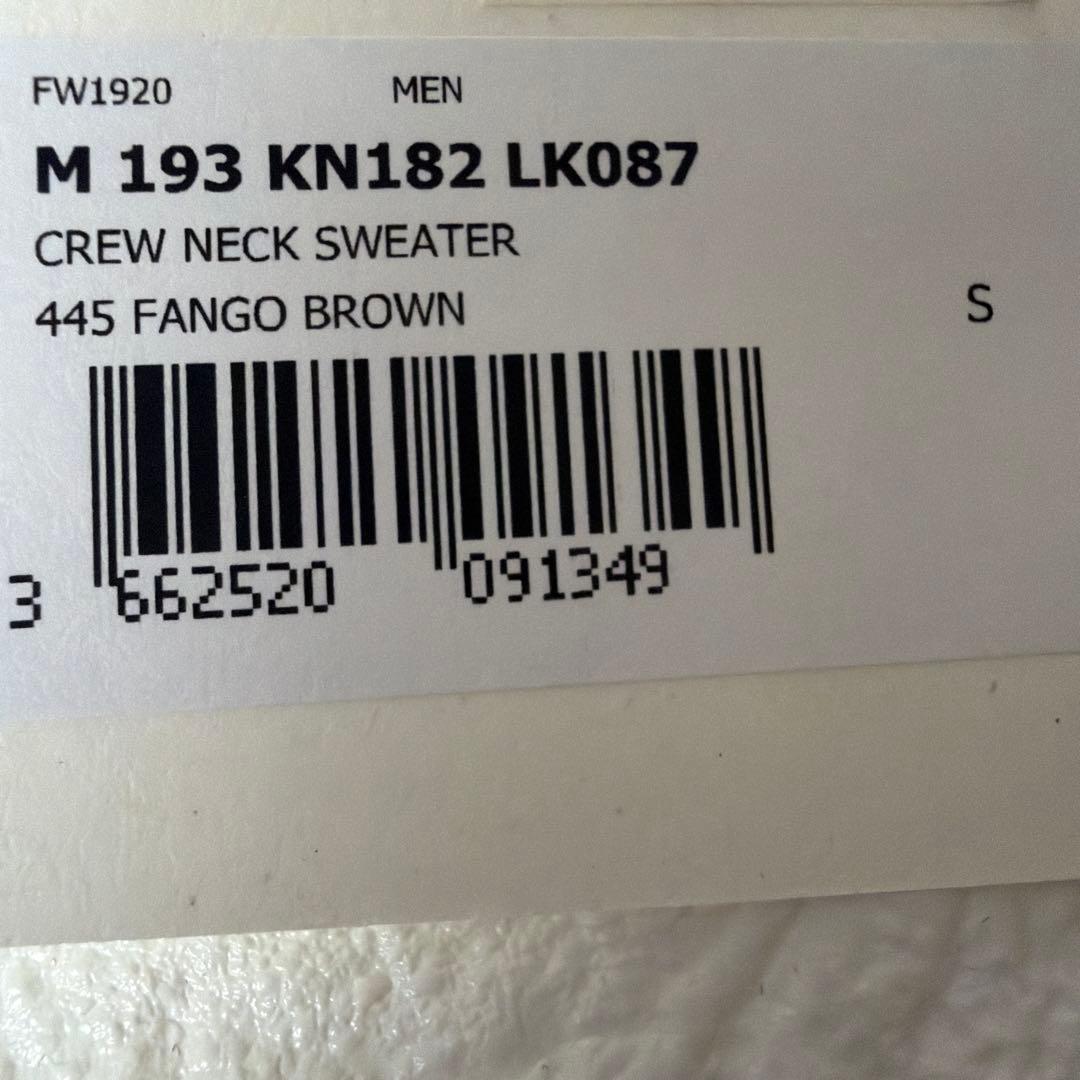 FW1920 MEN
M 193 KN182 LK087
CREW NECK SWEATER
445 FANGO BROWN S
3 662520 091349